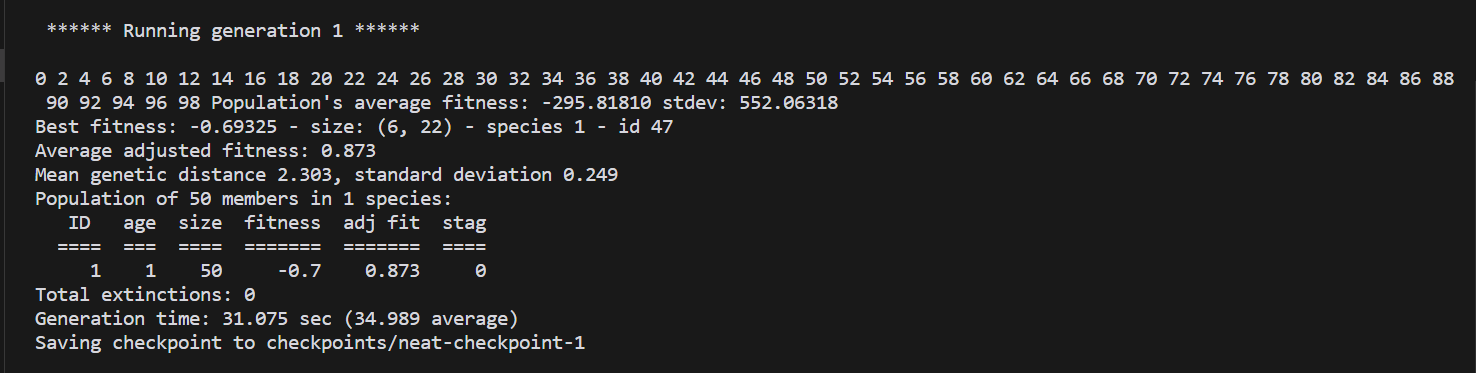 ****** Running generation 1 ******
0 2 4 6 8 10 12 14 16 18 20 22 24 26 28 30 32 34 36 38 40 42 44 46 48 50 52 54 56 58 60 62 64 66 68 70 72 74 76 78 80 82 84 86 88
90 92 94 96 98 Population's average fitness: -295.81810 stdev: 552.06318
Best fitness: -0.69325 - size: (6, 22) - species 1 - id 47
Average adjusted fitness: 0.873
Mean genetic distance 2.303, standard deviation 0.249
Population of 50 members in 1 species:
   ID   age  size  fitness  adj fit  stag
  ====  ===  ====  =======  =======  ====
     1    1    50     -0.7    0.873     0
Total extinctions: 0
Generation time: 31.075 sec (34.989 average)
Saving checkpoint to checkpoints/neat-checkpoint-1